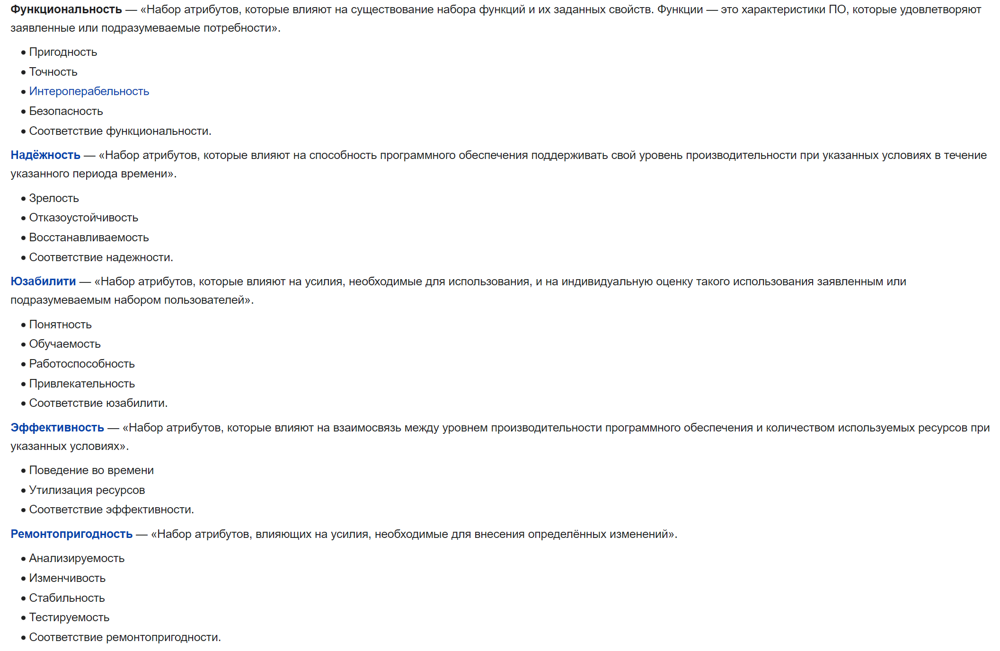 Функциональность — «Набор атрибутов, которые влияют на существование набора функций и их заданных свойств. Функции — это характеристики ПО, которые удовлетворяют
заявленные или подразумеваемые потребности».
• Пригодность
• Точность
• Интероперабельность
• Безопасность
• Соответствие функциональности.
Надёжность — «Набор атрибутов, которые влияют на способность программного обеспечения поддерживать свой уровень производительности при указанных условиях в течение
указанного периода времени».
• Зрелость
• Отказоустойчивость
• Восстанавливаемость
• Соответствие надежности.
Юзабилити — «Набор атрибутов, которые влияют на усилия, необходимые для использования, и на индивидуальную оценку такого использования заявленным или
подразумеваемым набором пользователей».
• Понятность
• Обучаемость
• Работоспособность
• Привлекательность
• Соответствие юзабилити.
Эффективность — «Набор атрибутов, которые влияют на взаимосвязь между уровнем производительности программного обеспечения и количеством используемых ресурсов при
указанных условиях».
• Поведение во времени
• Утилизация ресурсов
• Соответствие эффективности.
Ремонтопригодность — «Набор атрибутов, влияющих на усилия, необходимые для внесения определённых изменений».
• Анализируемость
• Изменчивость
• Стабильность
• Тестируемость
• Соответствие ремонтопригодности.